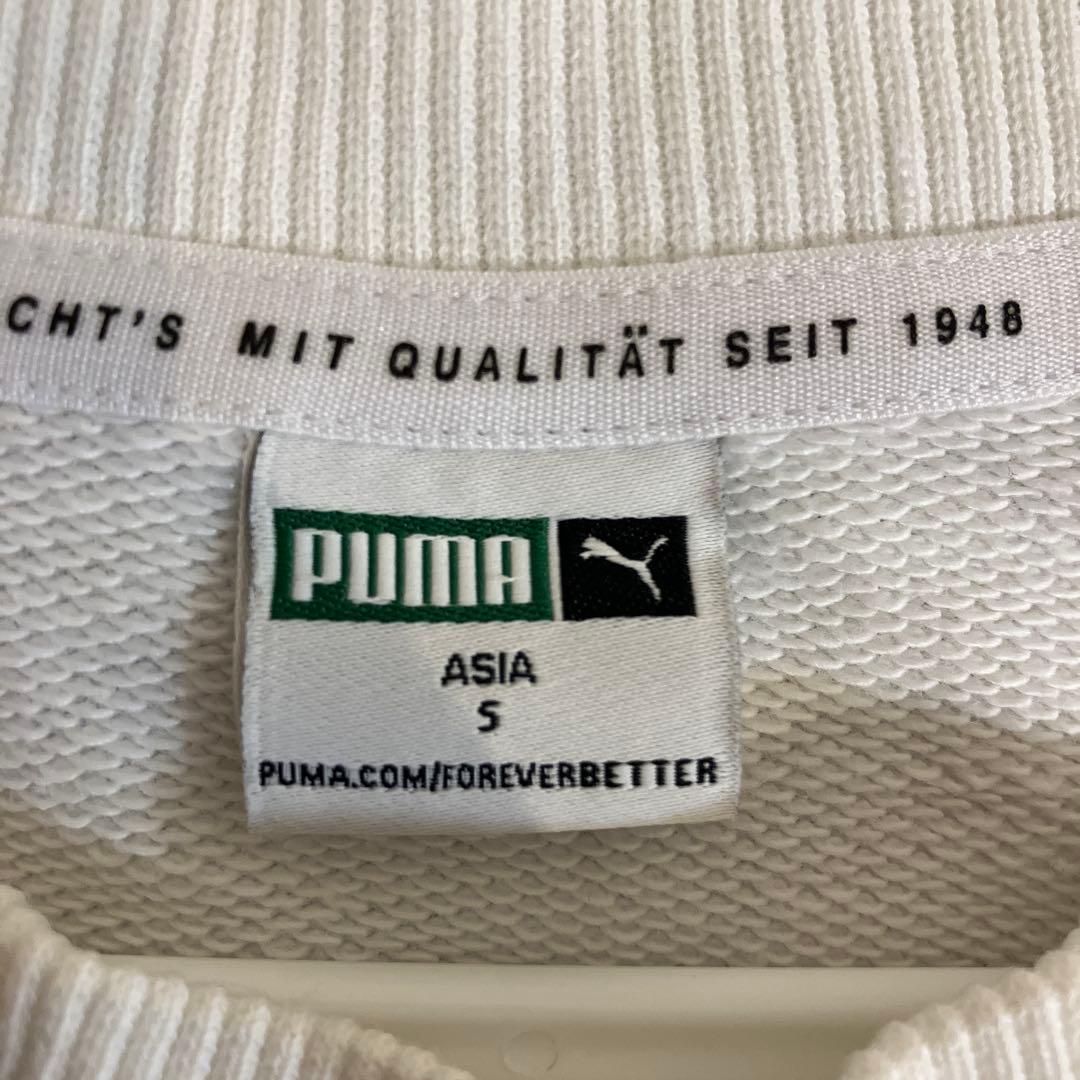 CHT'S MIT QUALITÄT SEIT 1948
PUMA
ASIA
S
PUMA.COM/FOREVERBETTER